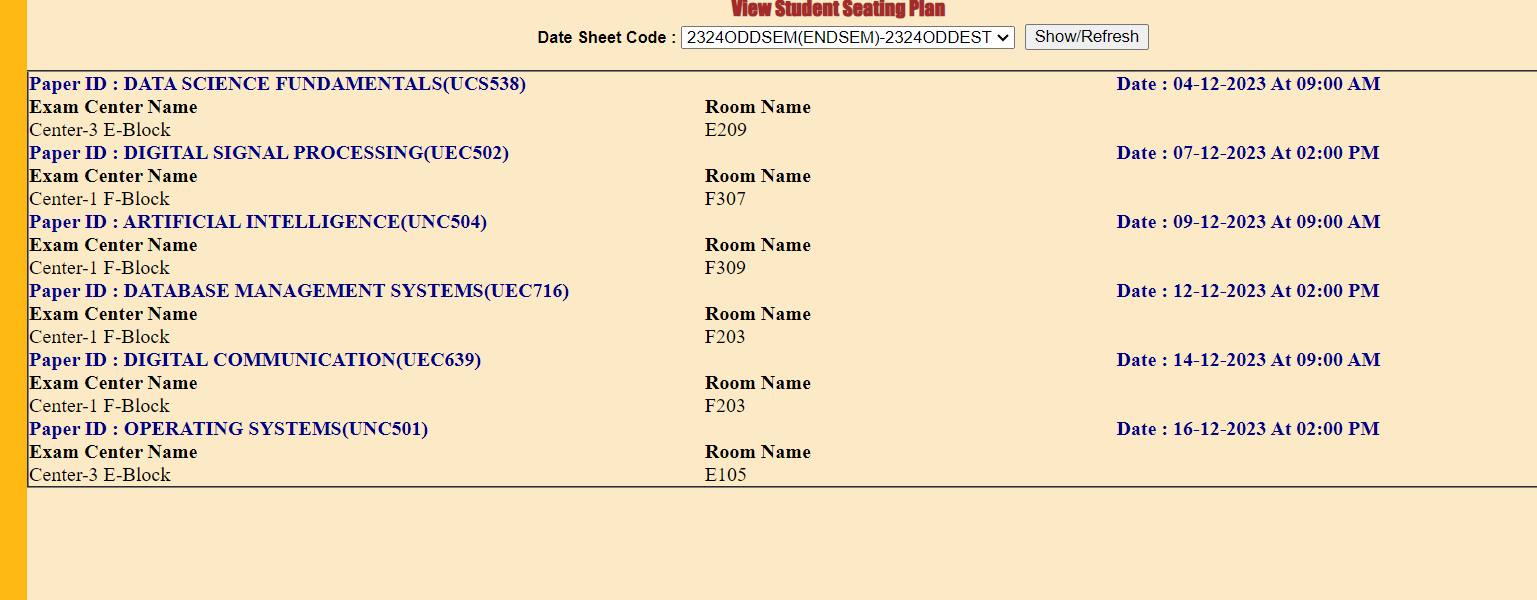 View Student Seating Plan
Date Sheet Code : 2324ODDSEM(ENDSEM)-2324ODDEST Show/Refresh
Paper ID : DATA SCIENCE FUNDAMENTALS(UCS538) Date : 04-12-2023 At 09:00 AM
Exam Center Name Room Name
Center-3 E-Block E209
Paper ID : DIGITAL SIGNAL PROCESSING(UEC502) Date : 07-12-2023 At 02:00 PM
Exam Center Name Room Name
Center-1 F-Block F307
Paper ID : ARTIFICIAL INTELLIGENCE(UNC504) Date : 09-12-2023 At 09:00 AM
Exam Center Name Room Name
Center-1 F-Block F309
Paper ID : DATABASE MANAGEMENT SYSTEMS(UEC716) Date : 12-12-2023 At 02:00 PM
Exam Center Name Room Name
Center-1 F-Block F203
Paper ID : DIGITAL COMMUNICATION(UEC639) Date : 14-12-2023 At 09:00 AM
Exam Center Name Room Name
Center-1 F-Block F203
Paper ID : OPERATING SYSTEMS(UNC501) Date : 16-12-2023 At 02:00 PM
Exam Center Name Room Name
Center-3 E-Block E105